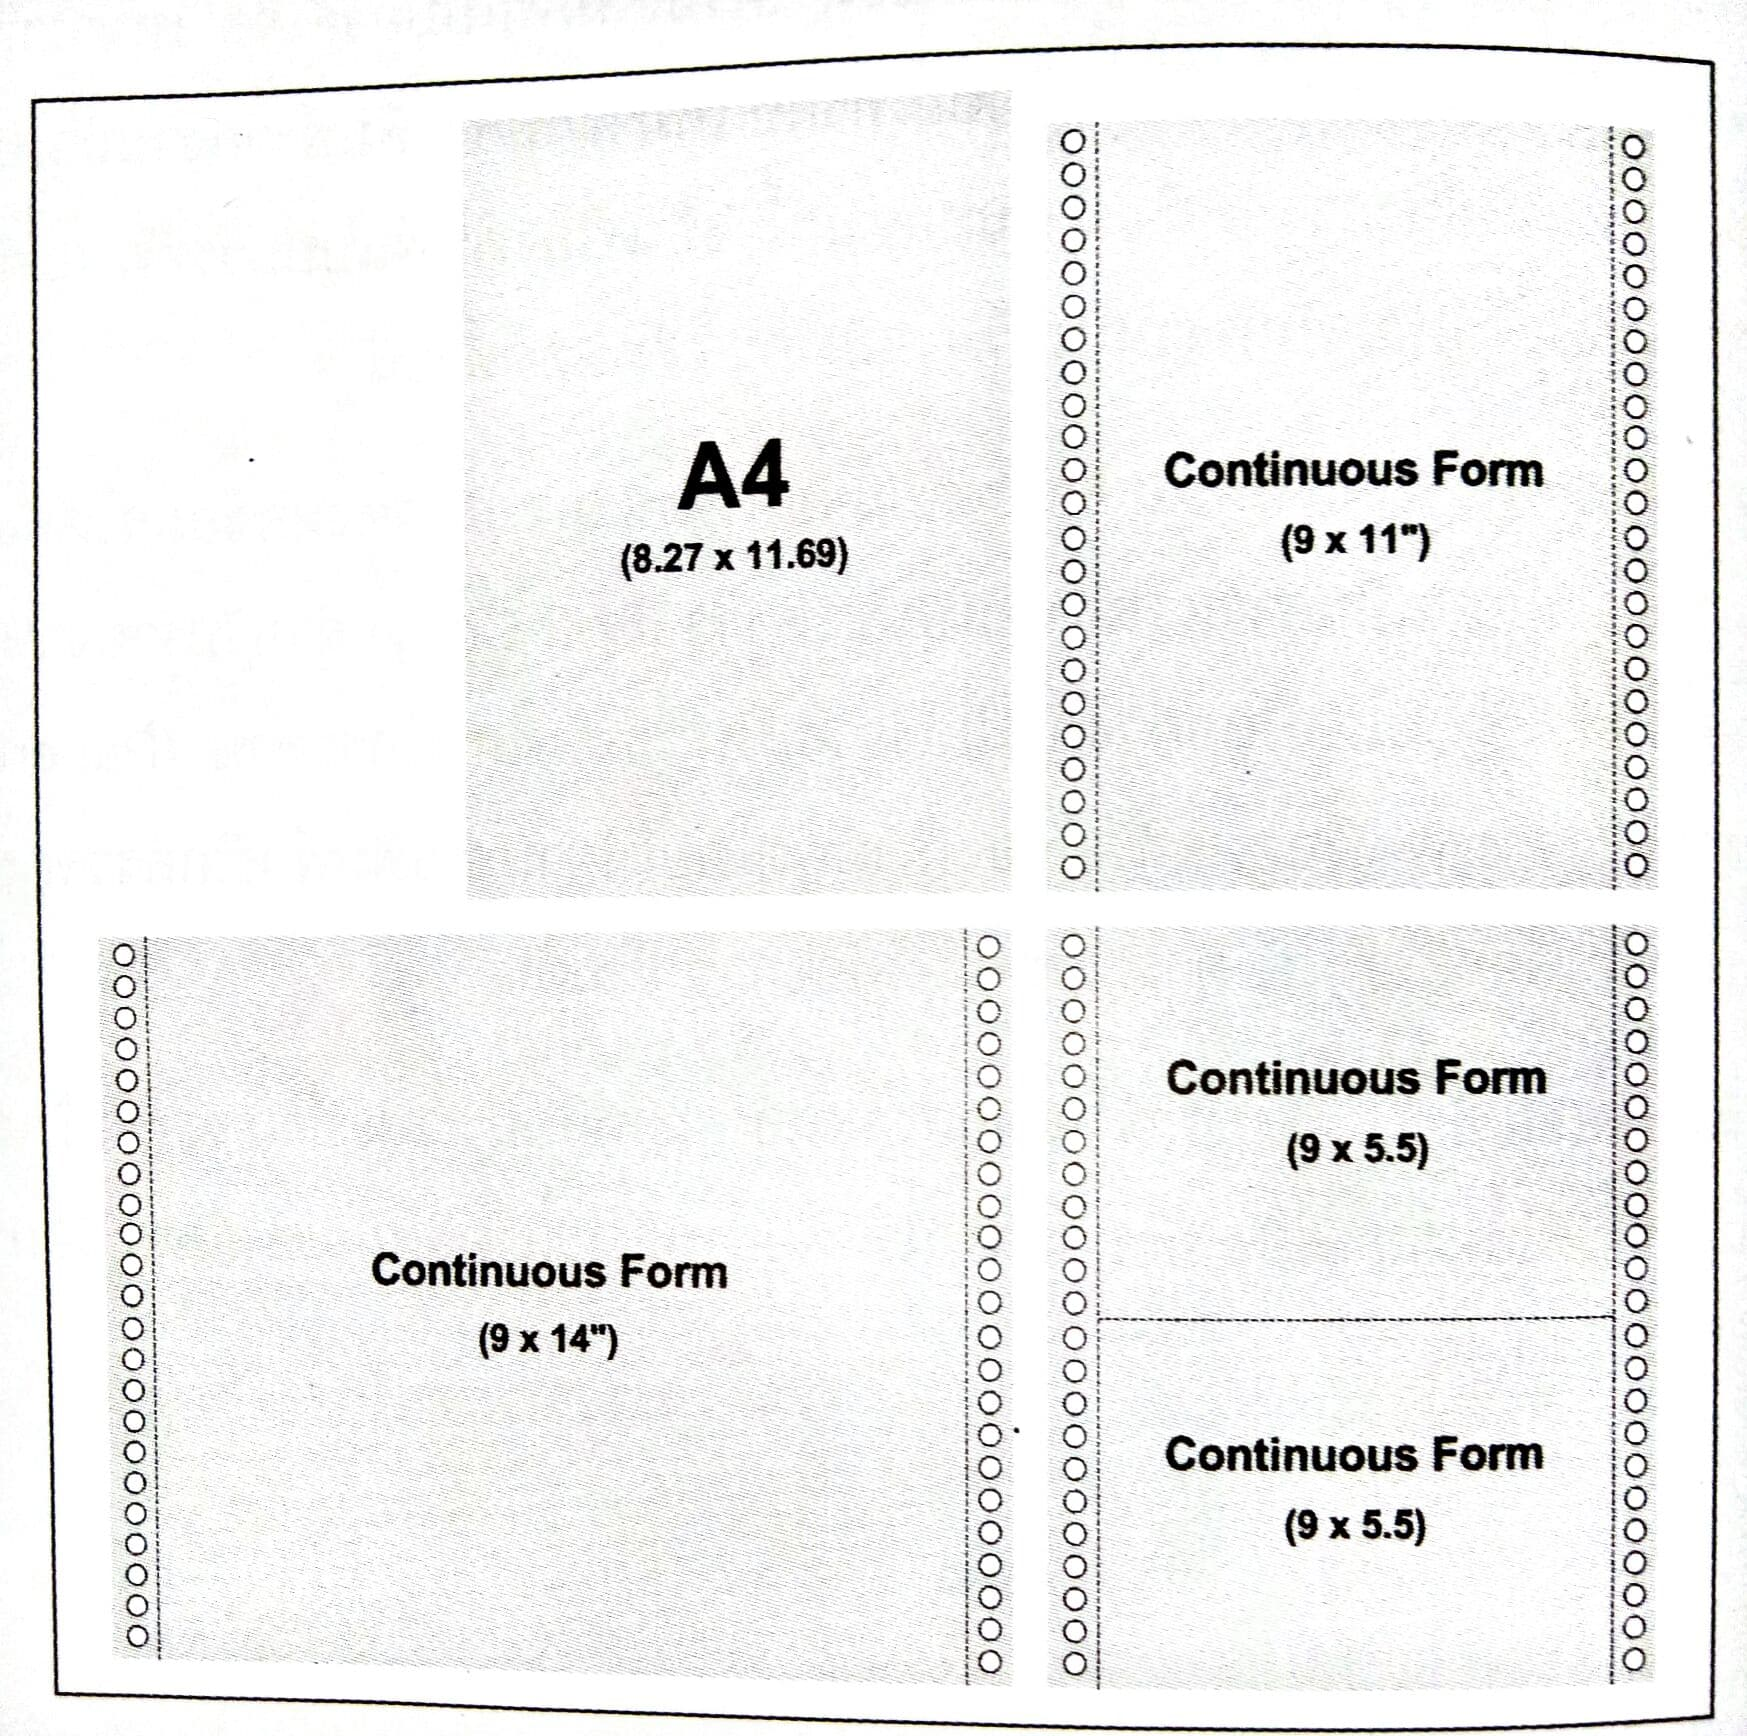 A4
(8.27 x 11.69)
Continuous Form
(9 x 11")
Continuous Form
(9 x 14")
Continuous Form
(9 x 5.5)
Continuous Form
(9 x 5.5)